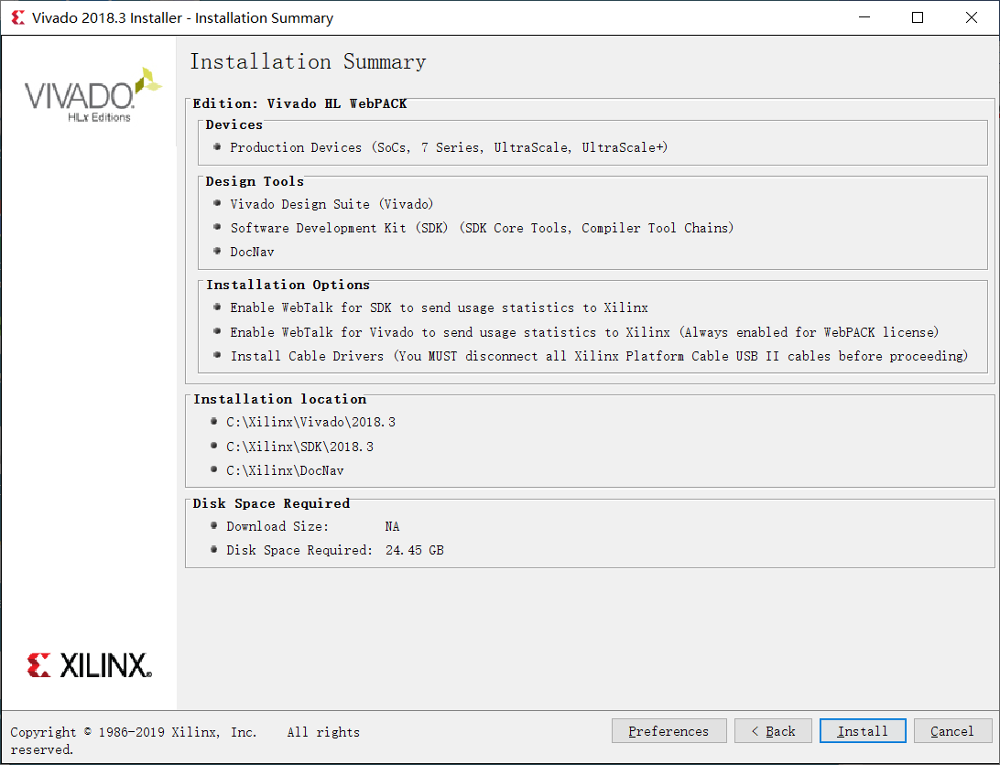 Vivado 2018.3 Installer - Installation Summary
VIVADO
HLx Editions
Installation Summary
Edition: Vivado HL WebPACK
Devices
Production Devices (SoCs, 7 Series, UltraScale, UltraScale+)
Design Tools
Vivado Design Suite (Vivado)
Software Development Kit (SDK) (SDK Core Tools, Compiler Tool Chains)
DocNav
Installation Options
Enable WebTalk for SDK to send usage statistics to Xilinx
Enable WebTalk for Vivado to send usage statistics to Xilinx (Always enabled for WebPACK license)
Install Cable Drivers (You MUST disconnect all Xilinx Platform Cable USB II cables before proceeding)
Installation location
C:\Xilinx\Vivado\2018.3
C:\Xilinx\SDK\2018.3
C:\Xilinx\DocNav
Disk Space Required
Download Size: NA
Disk Space Required: 24.45 GB
XILINX®
Copyright © 1986-2019 Xilinx, Inc. All rights
reserved.
Preferences
< Back
Install
Cancel